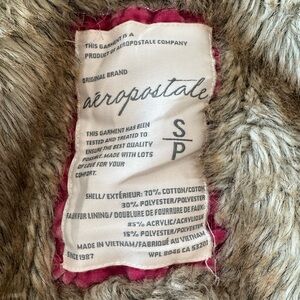 THIS GARMENT IS A
PRODUCT OF AEROPOSTALE COMPANY
ORIGINAL BRAND
aéropostale
THIS GARMENT HAS BEEN
TESTED AND TREATED TO
ENSURE THE BEST QUALITY
POSSIBLE. MADE WITH LOTS
OF LOVE FOR YOUR
COMFORT.
S
P
SHELL/EXTÉRIEUR: 70% COTTON/COTON
30% POLYESTER/POLYESTER
FAUX FUR LINING/ DOUBLURE DE FOURRURE DE FAUX:
85% ACRYLIC/ACRYLIQUE
15% POLYESTER/POLYESTER
MADE IN VIETNAM/FABRIQUÉ AU VIETNAM
SINCE 1987
WPL 8046 CA 53201